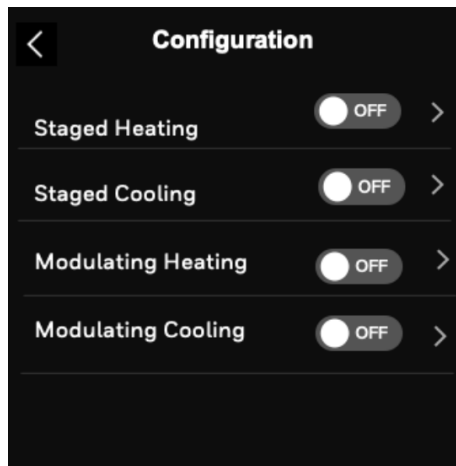 Configuration
Staged Heating OFF
Staged Cooling OFF
Modulating Heating OFF
Modulating Cooling OFF